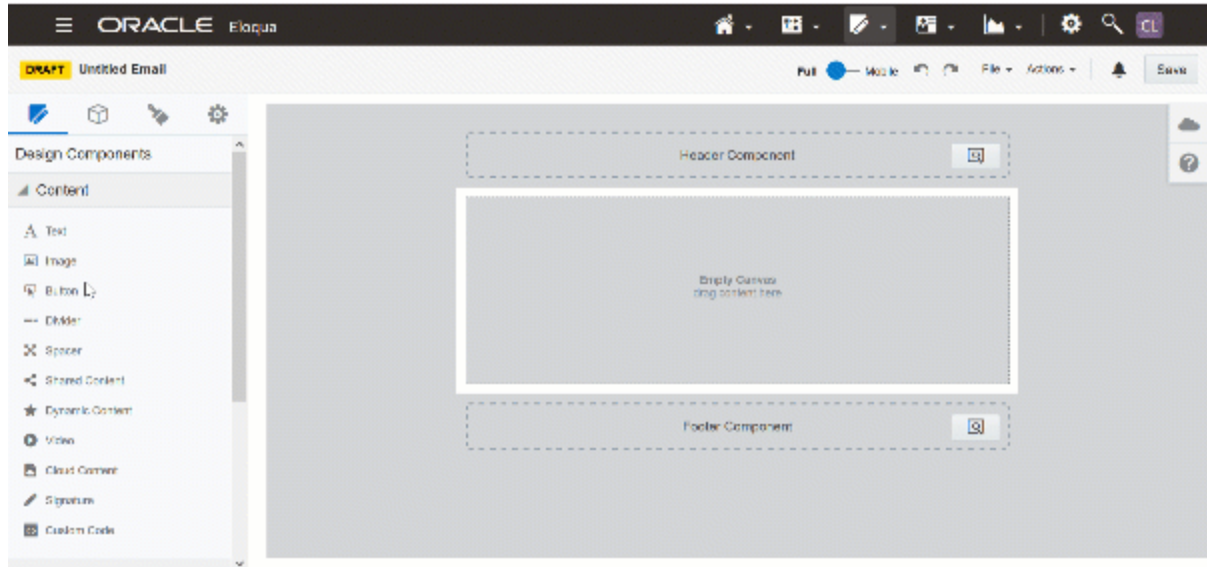 ORACLE Eloqua
CL
DRAFT Untitled Email
Full Mobile File Actions Save
Design Components
Content
Header Component
A Text
Image
Button
Empty Canvas
drag content here
Divider
Spacer
Shared Content
Dynamic Content
Footer Component
Video
Cloud Content
Signature
Custom Code